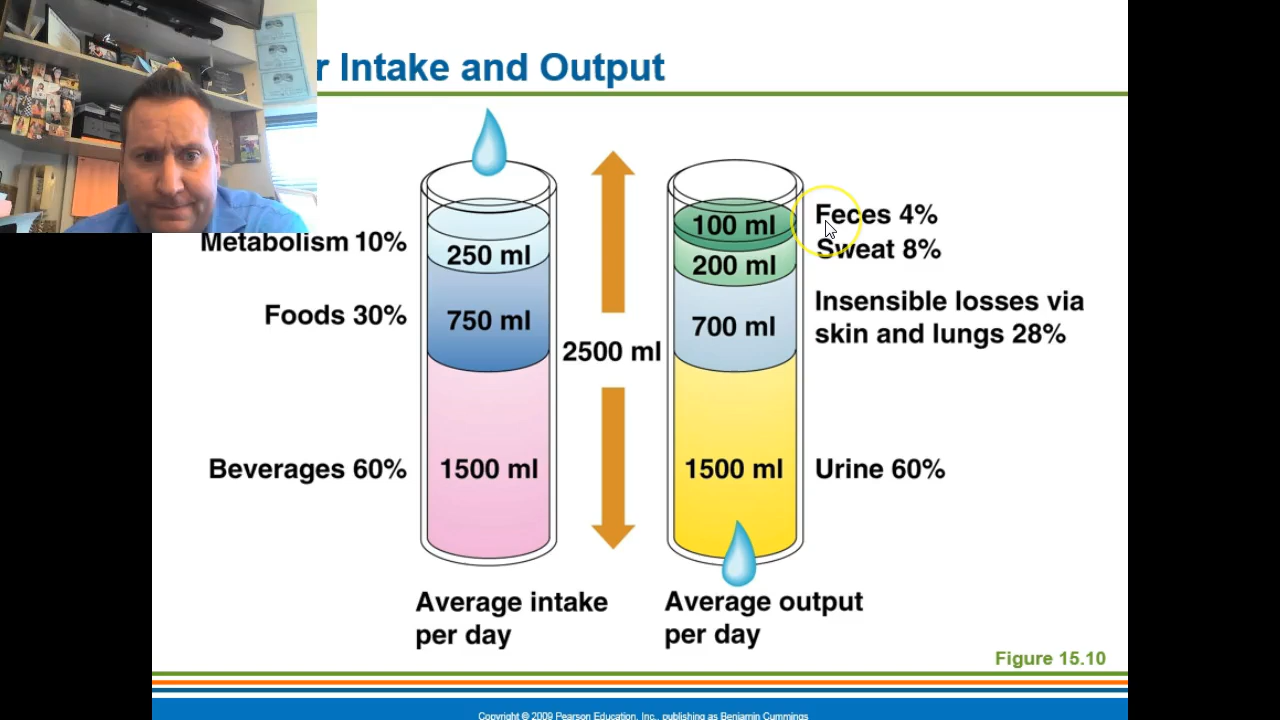 r Intake and Output
Metabolism 10%
250 ml
Foods 30%
750 ml
Beverages 60%
1500 ml
Average intake
per day
2500 ml
100 ml
Feces 4%
200 ml
Sweat 8%
700 ml
Insensible losses via
skin and lungs 28%
1500 ml
Urine 60%
Average output
per day
Figure 15.10
Copyright © 2009 Pearson Education, Inc., publishing as Benjamin Cummings